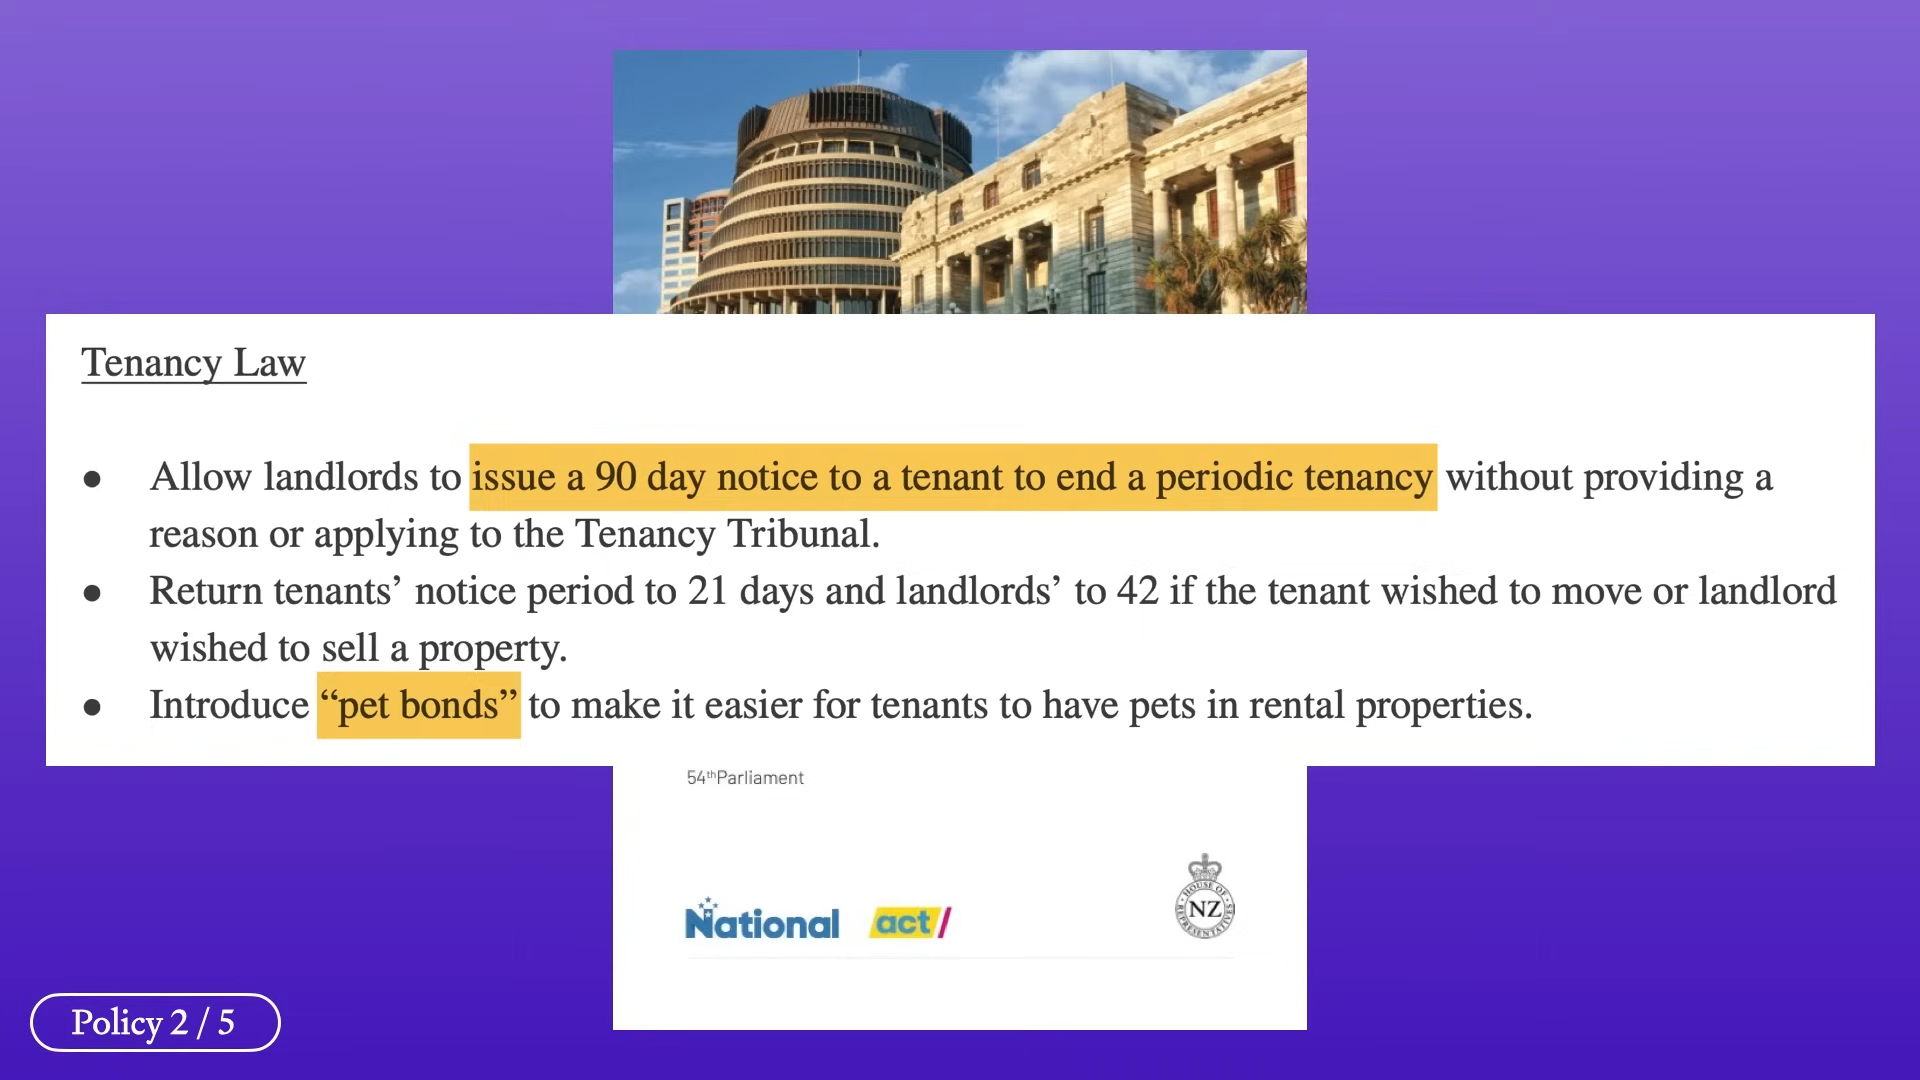 Tenancy Law
● Allow landlords to issue a 90 day notice to a tenant to end a periodic tenancy without providing a
reason or applying to the Tenancy Tribunal.
● Return tenants’ notice period to 21 days and landlords’ to 42 if the tenant wished to move or landlord
wished to sell a property.
● Introduce “pet bonds” to make it easier for tenants to have pets in rental properties.
54thParliament
National
act
HOUSE OF
NZ
REPRESENTATIVES
Policy 2 / 5